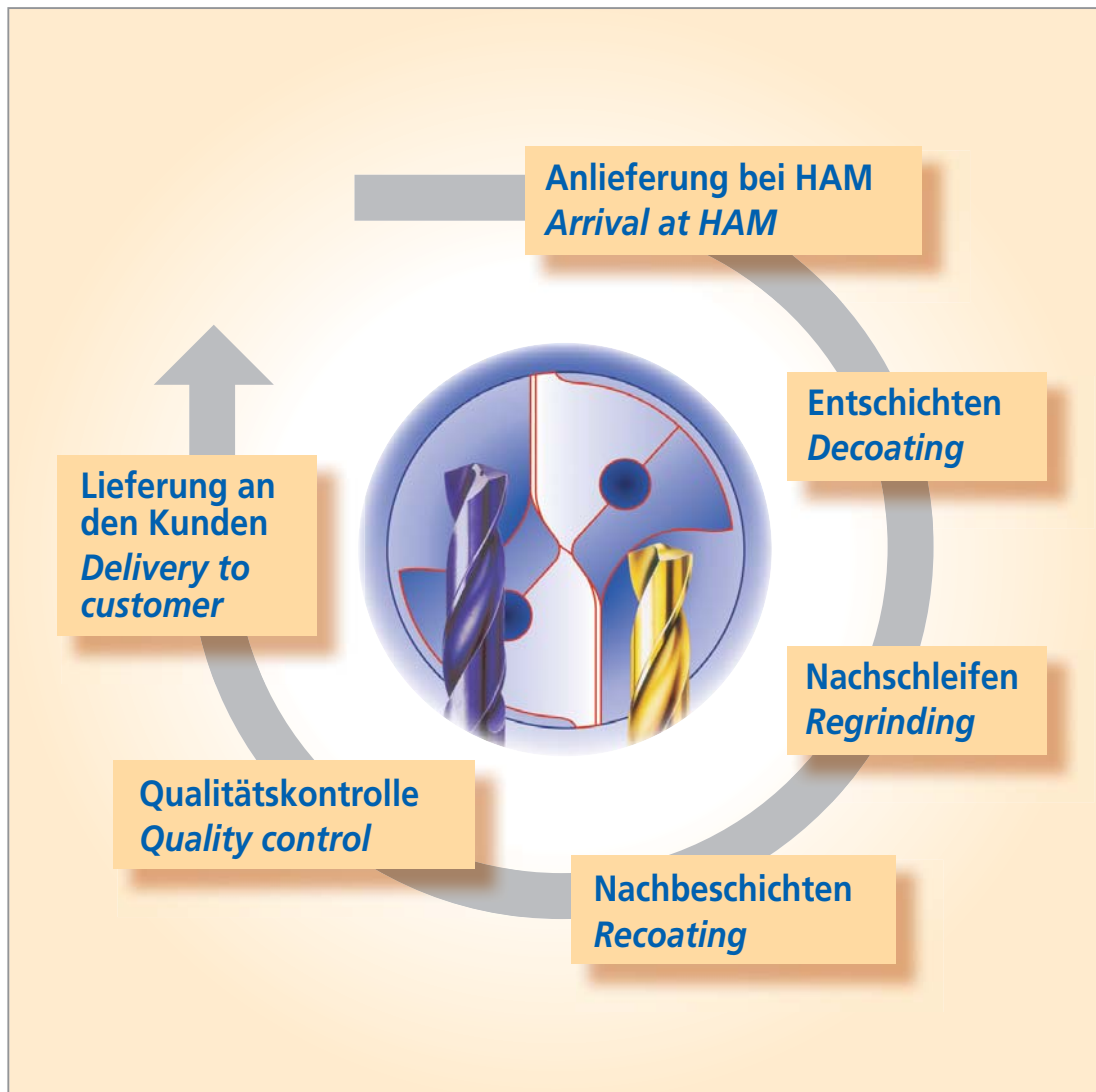 Anlieferung bei HAM
Arrival at HAM
Entschichten
Decoating
Nachschleifen
Regrinding
Nachbeschichten
Recoating
Qualitätskontrolle
Quality control
Lieferung an
den Kunden
Delivery to
customer